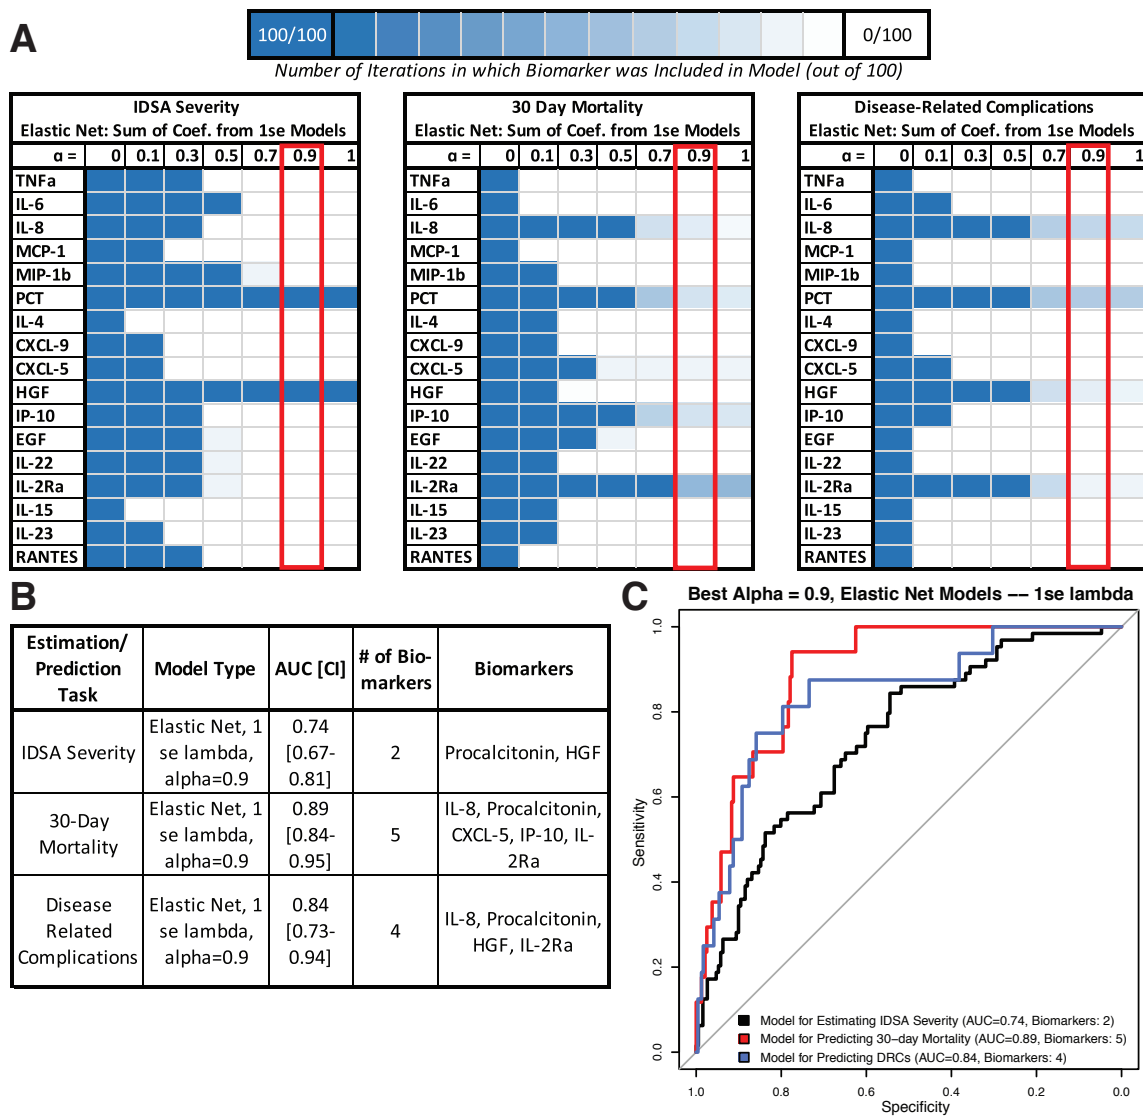 A
100/100 0/100
Number of Iterations in which Biomarker was Included in Model (out of 100)
IDSA Severity
Elastic Net: Sum of Coef. from 1se Models
α = 0 0.1 0.3 0.5 0.7 0.9 1
TNFa
IL-6
IL-8
MCP-1
MIP-1b
PCT
IL-4
CXCL-9
CXCL-5
HGF
IP-10
EGF
IL-22
IL-2Ra
IL-15
IL-23
RANTES
30 Day Mortality
Elastic Net: Sum of Coef. from 1se Models
α = 0 0.1 0.3 0.5 0.7 0.9 1
TNFa
IL-6
IL-8
MCP-1
MIP-1b
PCT
IL-4
CXCL-9
CXCL-5
HGF
IP-10
EGF
IL-22
IL-2Ra
IL-15
IL-23
RANTES
Disease-Related Complications
Elastic Net: Sum of Coef. from 1se Models
α = 0 0.1 0.3 0.5 0.7 0.9 1
TNFa
IL-6
IL-8
MCP-1
MIP-1b
PCT
IL-4
CXCL-9
CXCL-5
HGF
IP-10
EGF
IL-22
IL-2Ra
IL-15
IL-23
RANTES
B
Estimation/
Prediction
Task
Model Type
AUC [CI]
# of Bio-
markers
Biomarkers
IDSA Severity
Elastic Net, 1
se lambda,
alpha=0.9
0.74
[0.67-
0.81]
2
Procalcitonin, HGF
30-Day
Mortality
Elastic Net, 1
se lambda,
alpha=0.9
0.89
[0.84-
0.95]
5
IL-8, Procalcitonin,
CXCL-5, IP-10, IL-
2Ra
Disease
Related
Complications
Elastic Net, 1
se lambda,
alpha=0.9
0.84
[0.73-
0.94]
4
IL-8, Procalcitonin,
HGF, IL-2Ra
C
Best Alpha = 0.9, Elastic Net Models −− 1se lambda
Sensitivity
1.0
0.8
0.6
0.4
0.2
0.0
Model for Estimating IDSA Severity (AUC=0.74, Biomarkers: 2)
Model for Predicting 30−day Mortality (AUC=0.89, Biomarkers: 5)
Model for Predicting DRCs (AUC=0.84, Biomarkers: 4)
1.0 0.8 0.6 0.4 0.2 0.0
Specificity